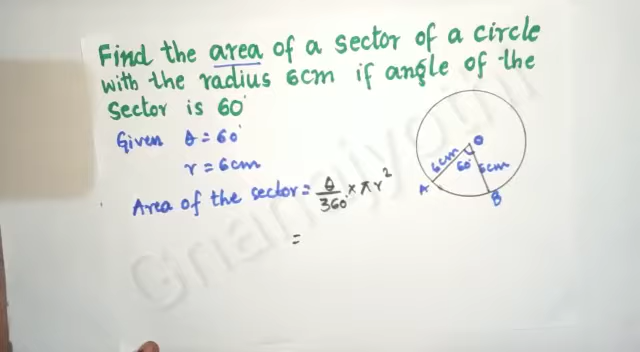 Find the area of a sector of a circle
with the radius 6cm if angle of the
sector is 60°
Given θ = 60°
r = 6cm
Area of the sector = θ/360° × πr²
=
O
6cm 60° 6cm
A
B
Gnanajyothi